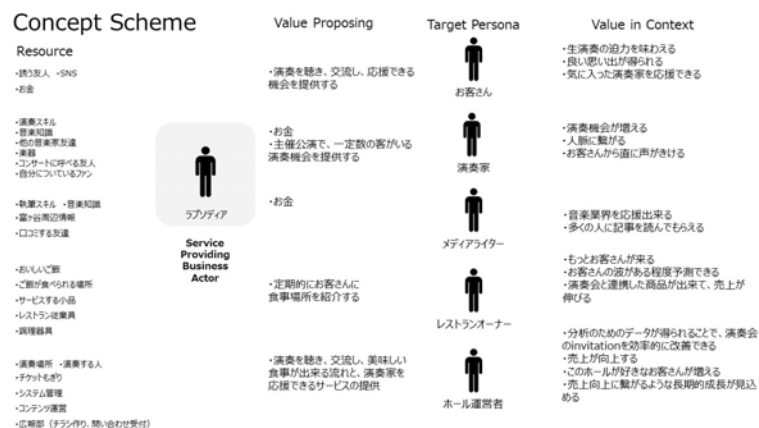 Concept Scheme
Value Proposing
Target Persona
Value in Context
Resource
・誘う友人 ・SNS
・お金
・演奏を聴き、交流し、応援できる
機会を提供する
お客さん
・生演奏の迫力を味わえる
・良い思い出が得られる
・気に入った演奏家を応援できる
・演奏スキル
・音楽知識
・他の音楽家友達
・楽器
・コンサートに呼べる友人
・自分についているファン
・お金
・主催公演で、一定数の客がいる
演奏機会を提供する
演奏家
・演奏機会が増える
・人脈に繋がる
・お客さんから直に声がきける
ラプソディア
Service
Providing
Business
Actor
・執筆スキル ・音楽知識
・富ヶ谷周辺情報
・口コミする友達
・お金
メディアライター
・音楽業界を応援出来る
・多くの人に記事を読んでもらえる
・おいしいご飯
・ご飯が食べられる場所
・サービスする小品
・レストラン従業員
・調理器具
・定期的にお客さんに
食事場所を紹介する
レストランオーナー
・もっとお客さんが来る
・お客さんの波がある程度予測できる
・演奏会と連携した商品が出来て、売上が
伸びる
・演奏場所 ・演奏する人
・チケットもぎり
・システム管理
・コンテンツ運営
・広報部（チラシ作り、問い合わせ受付）
・演奏を聴き、交流し、美味しい
食事が出来る流れと、演奏家を
応援できるサービスの提供
ホール運営者
・分析のためのデータが得られることで、演奏会
のinvitationを効率的に改善できる
・売上が向上する
・このホールが好きなお客さんが増える
・売上向上に繋がるような長期的成長が見込
める